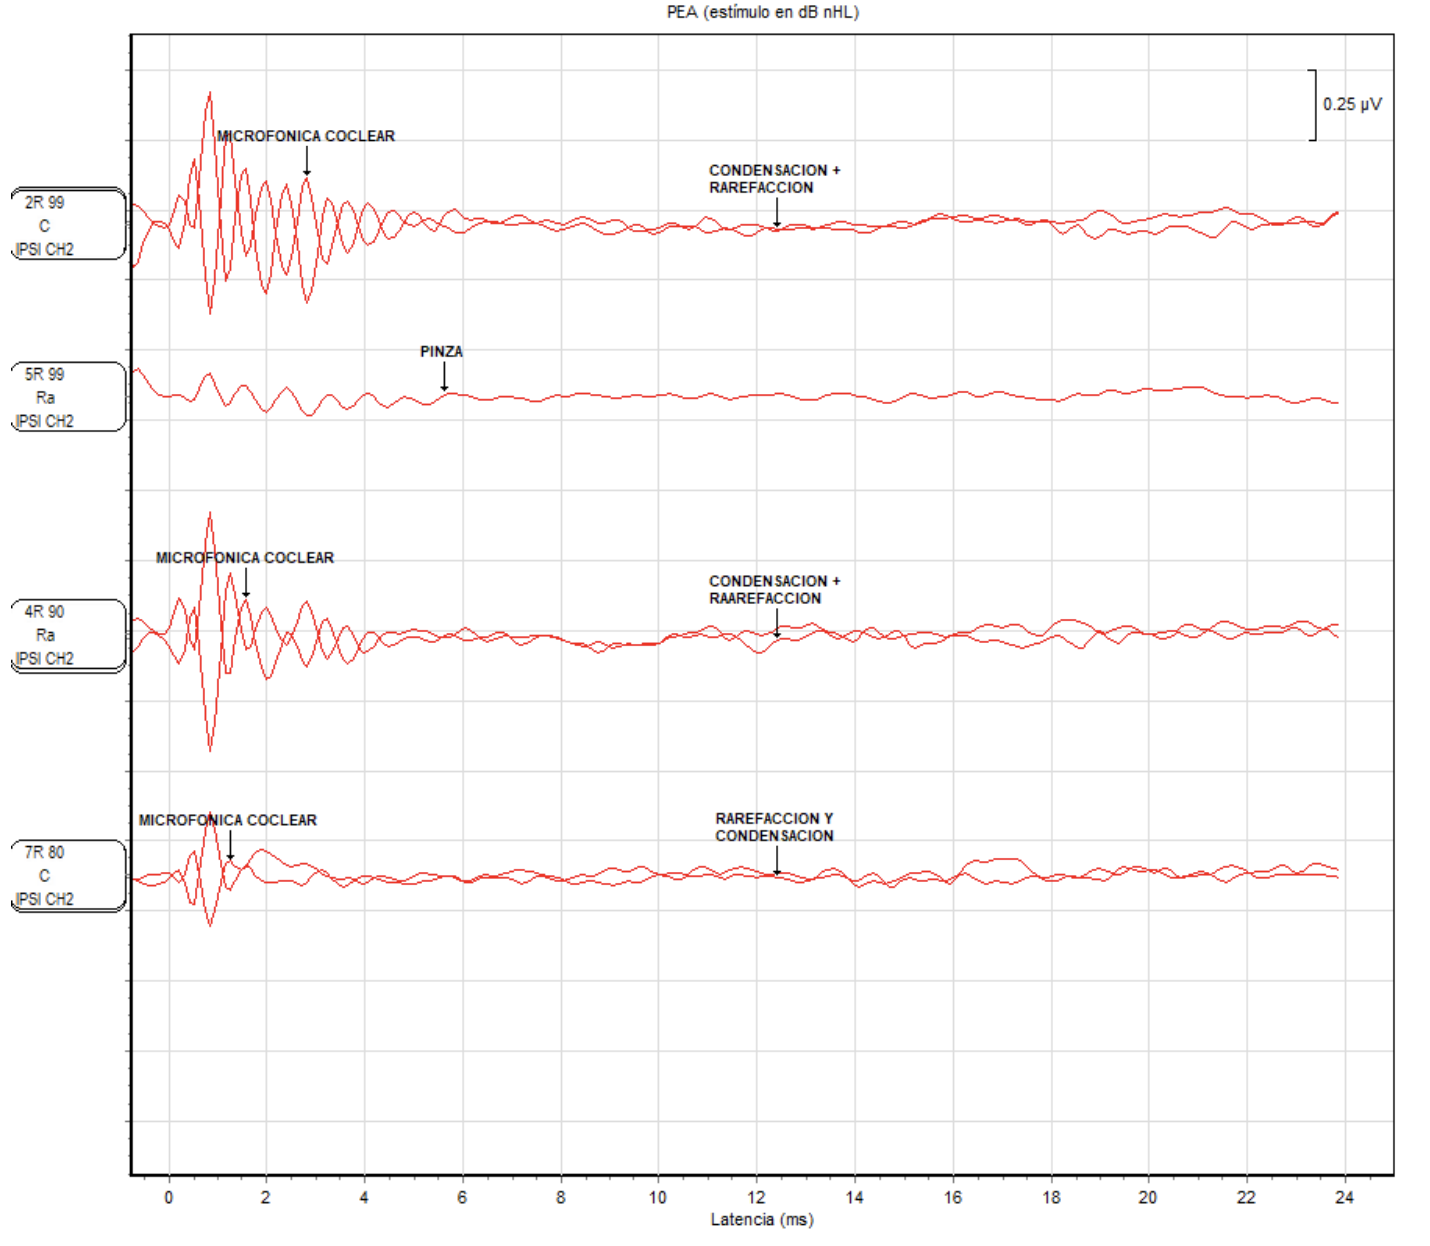 PEA (estímulo en dB nHL)
0.25 µV
MICROFONICA COCLEAR
CONDENSACION +
RAREFACCION
2R 99
C
IPSI CH2
PINZA
5R 99
Ra
IPSI CH2
MICROFONICA COCLEAR
CONDENSACION +
RAAREFACCION
4R 90
Ra
IPSI CH2
MICROFONICA COCLEAR
RAREFACCION Y
CONDENSACION
7R 80
C
IPSI CH2
0 2 4 6 8 10 12 14 16 18 20 22 24
Latencia (ms)